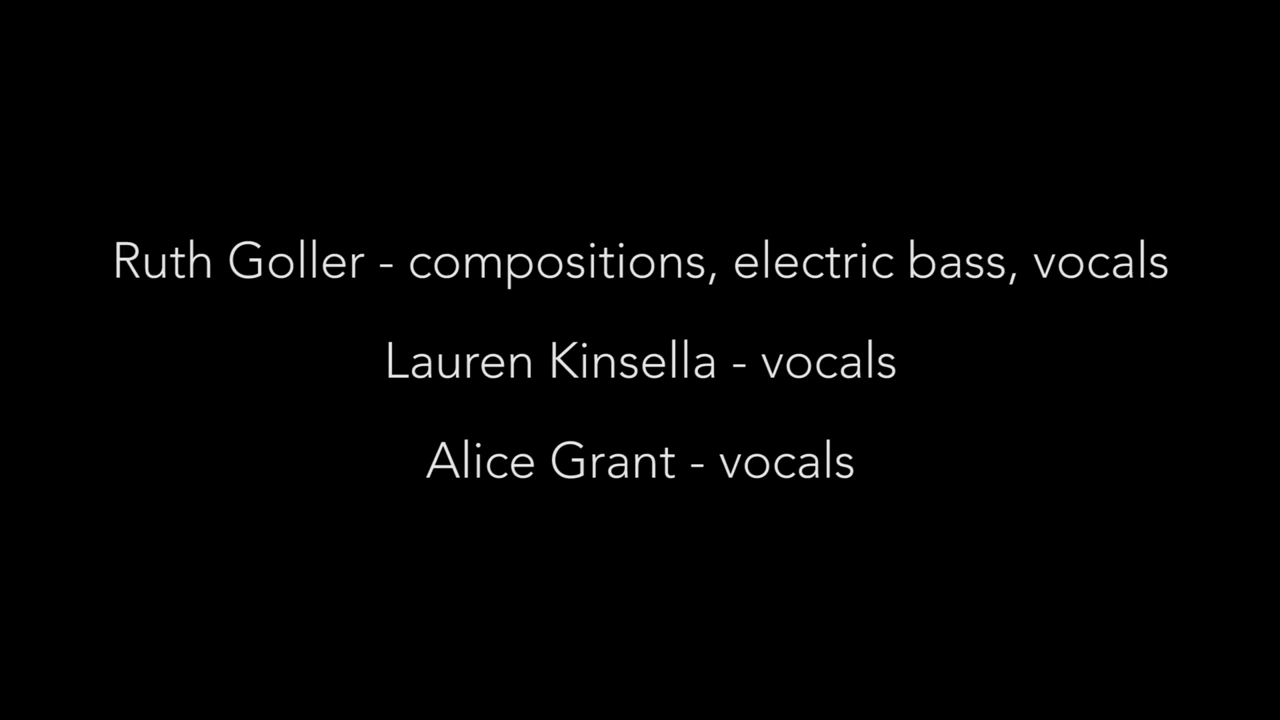 Ruth Goller - compositions, electric bass, vocals
Lauren Kinsella - vocals
Alice Grant - vocals